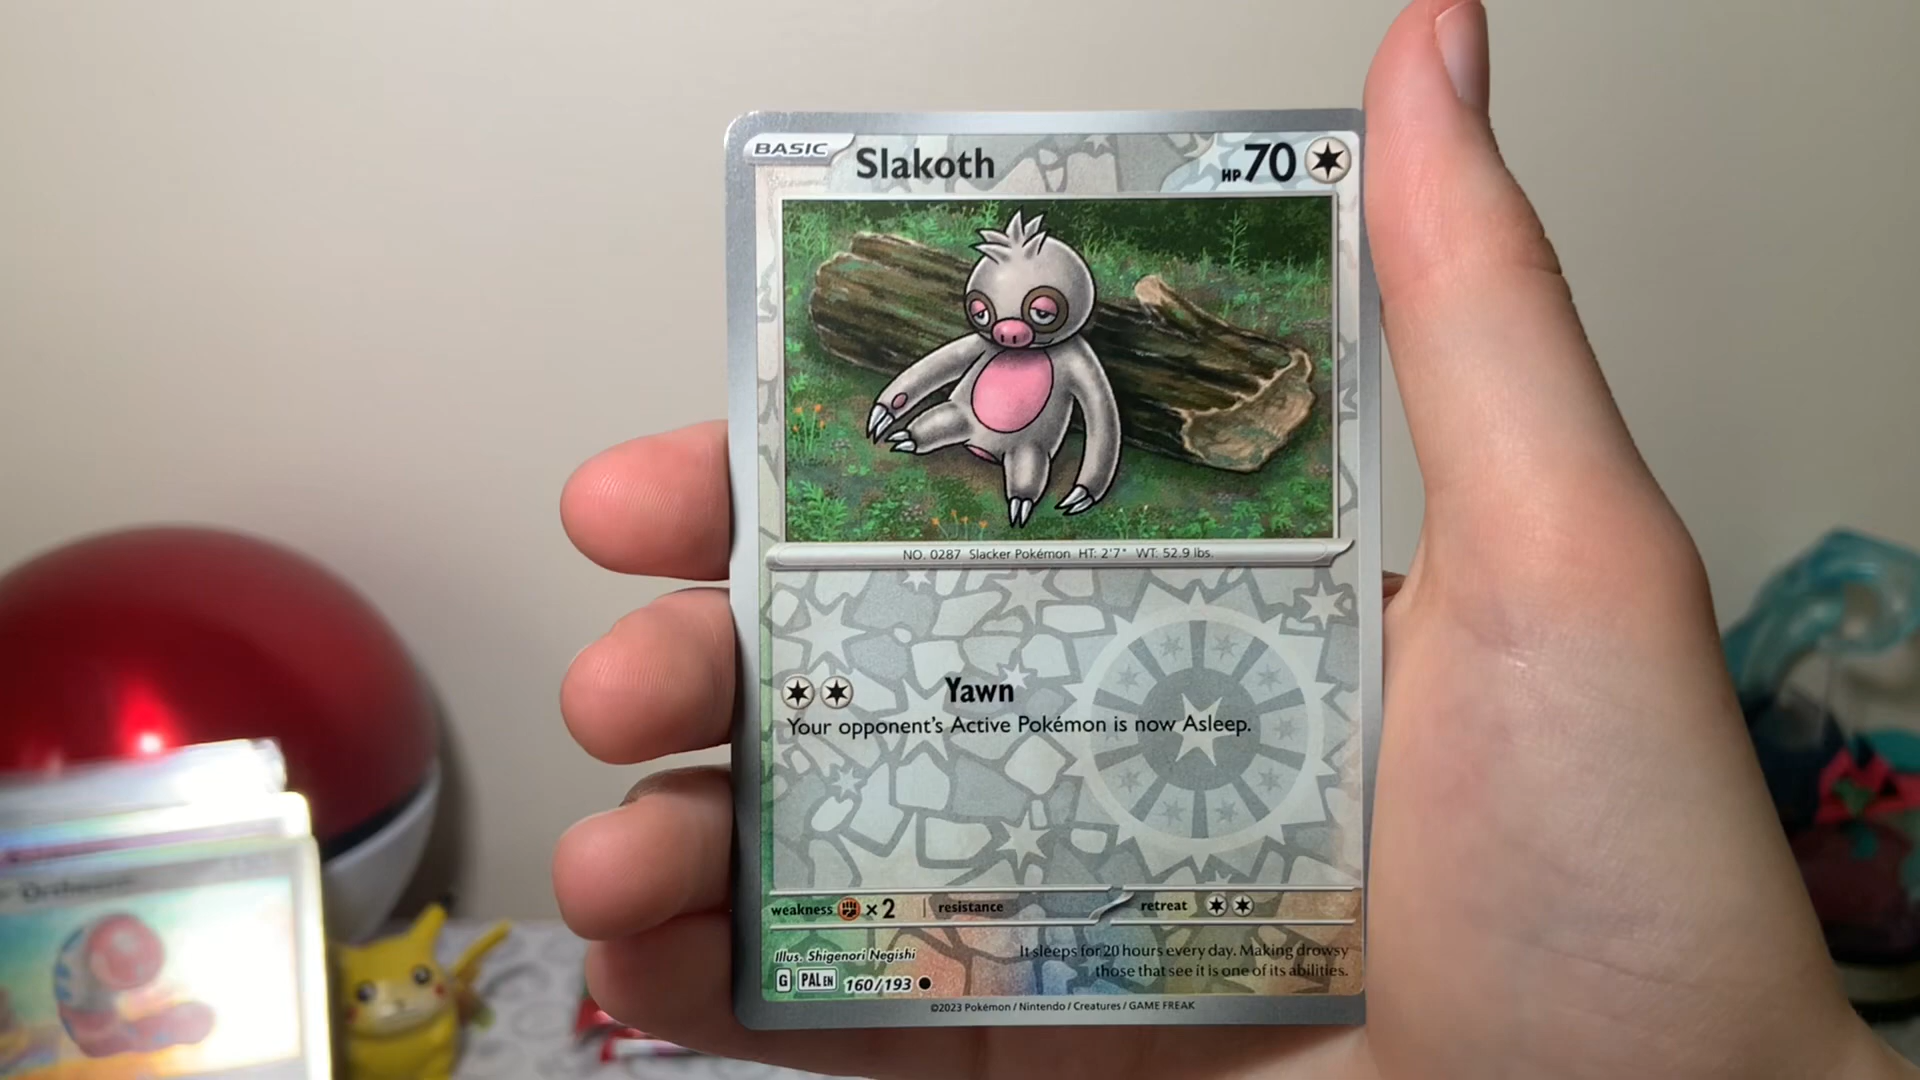 BASIC Slakoth HP 70
NO. 0287 Slacker Pokémon HT: 2'7" WT: 52.9 lbs.
Yawn
Your opponent's Active Pokémon is now Asleep.
weakness ×2 resistance retreat
Illus. Shigenori Negishi
It sleeps for 20 hours every day. Making drowsy
those that see it is one of its abilities.
G PAL EN 160/193
©2023 Pokémon / Nintendo / Creatures / GAME FREAK